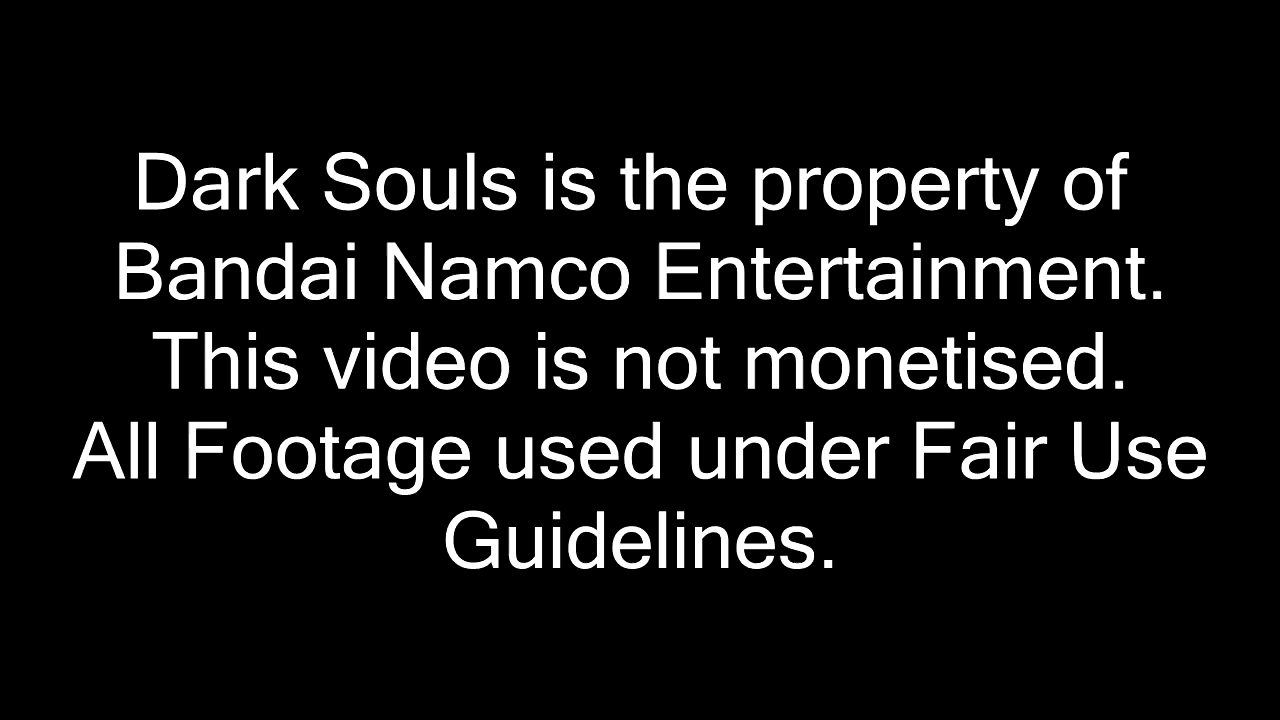 Dark Souls is the property of
Bandai Namco Entertainment.
This video is not monetised.
All Footage used under Fair Use
Guidelines.